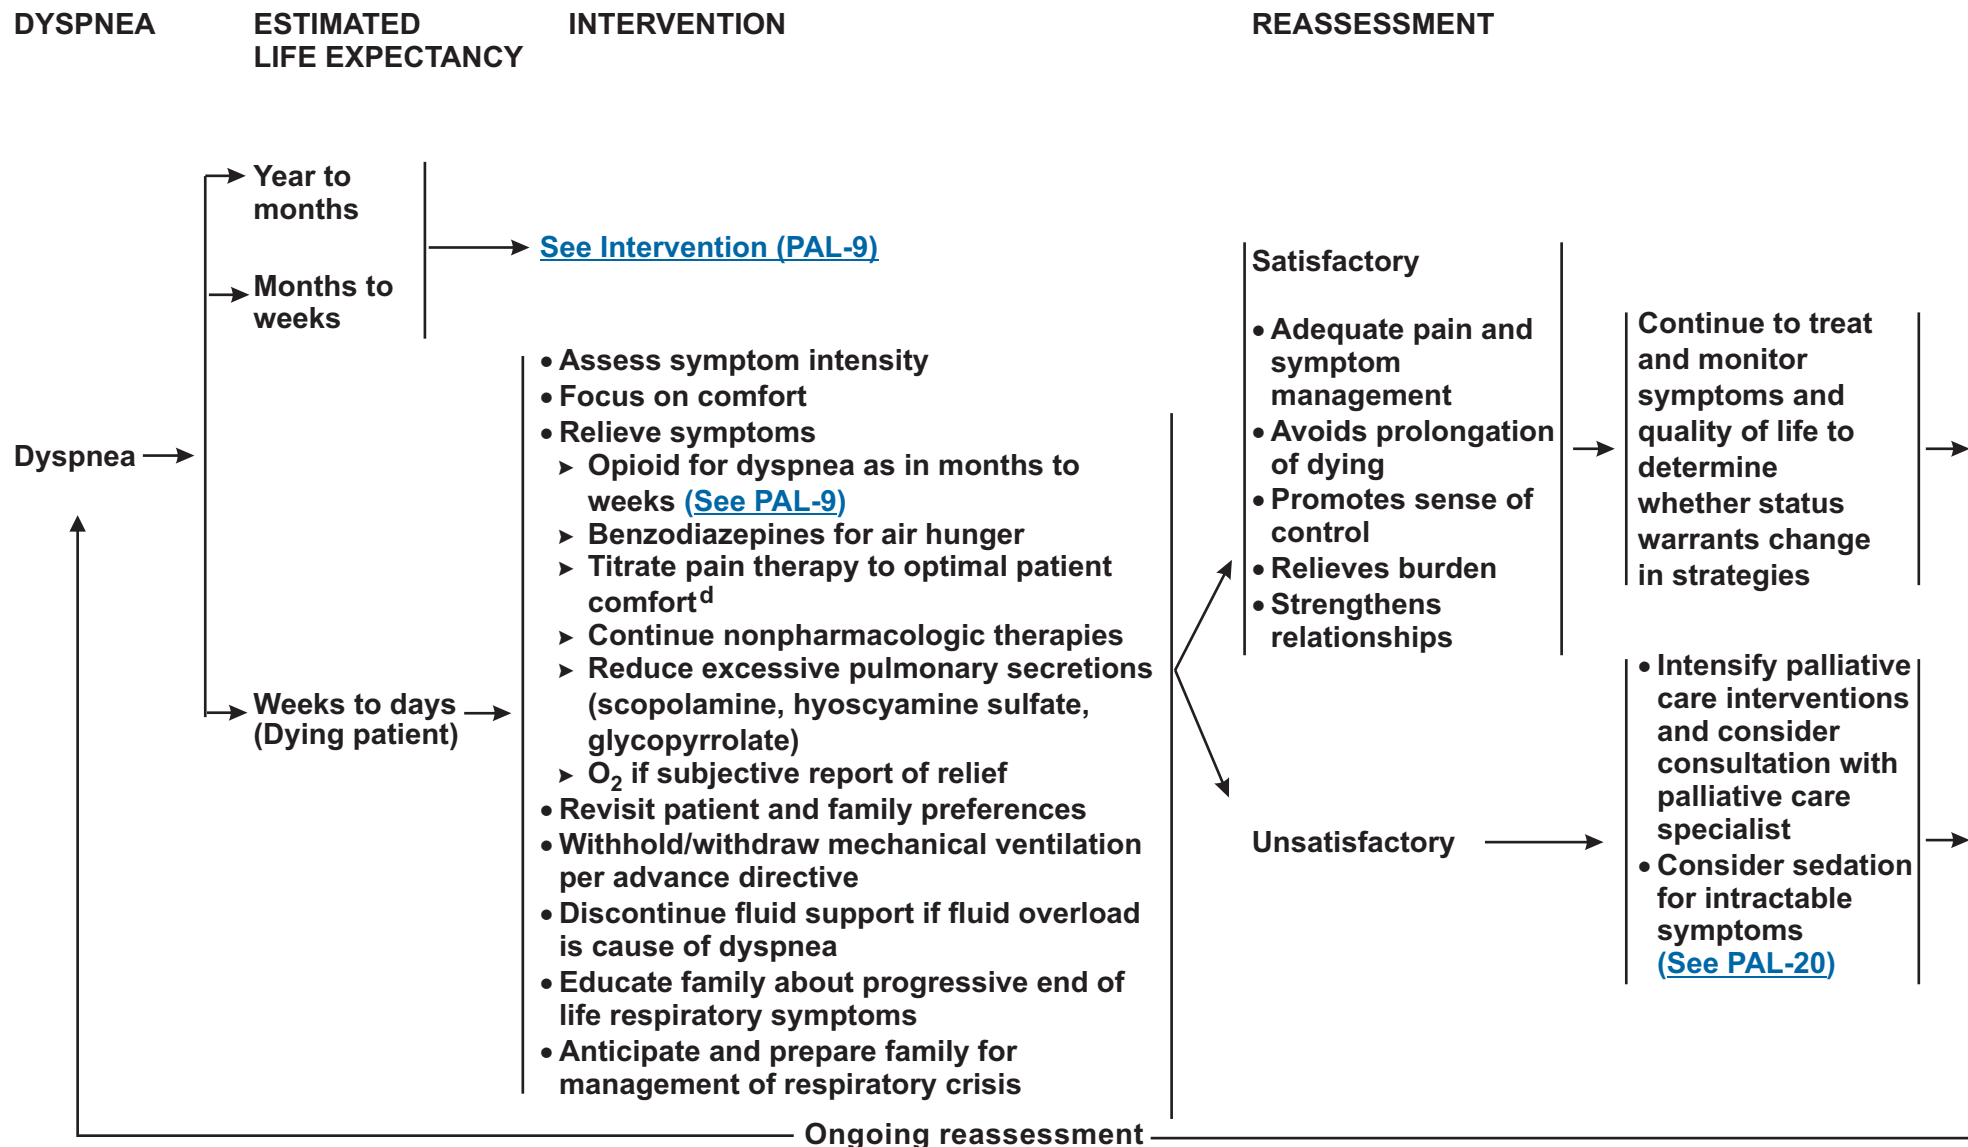 DYSPNEA
ESTIMATED
LIFE EXPECTANCY
INTERVENTION
REASSESSMENT
Dyspnea
Year to
months
Months to
weeks
See Intervention (PAL-9)
Weeks to days
(Dying patient)
• Assess symptom intensity
• Focus on comfort
• Relieve symptoms
➤ Opioid for dyspnea as in months to
weeks (See PAL-9)
➤ Benzodiazepines for air hunger
➤ Titrate pain therapy to optimal patient
comfort^d
➤ Continue nonpharmacologic therapies
➤ Reduce excessive pulmonary secretions
(scopolamine, hyoscyamine sulfate,
glycopyrrolate)
➤ O₂ if subjective report of relief
• Revisit patient and family preferences
• Withhold/withdraw mechanical ventilation
per advance directive
• Discontinue fluid support if fluid overload
is cause of dyspnea
• Educate family about progressive end of
life respiratory symptoms
• Anticipate and prepare family for
management of respiratory crisis
Satisfactory
• Adequate pain and
symptom
management
• Avoids prolongation
of dying
• Promotes sense of
control
• Relieves burden
• Strengthens
relationships
Continue to treat
and monitor
symptoms and
quality of life to
determine
whether status
warrants change
in strategies
Unsatisfactory
• Intensify palliative
care interventions
and consider
consultation with
palliative care
specialist
• Consider sedation
for intractable
symptoms
(See PAL-20)
Ongoing reassessment